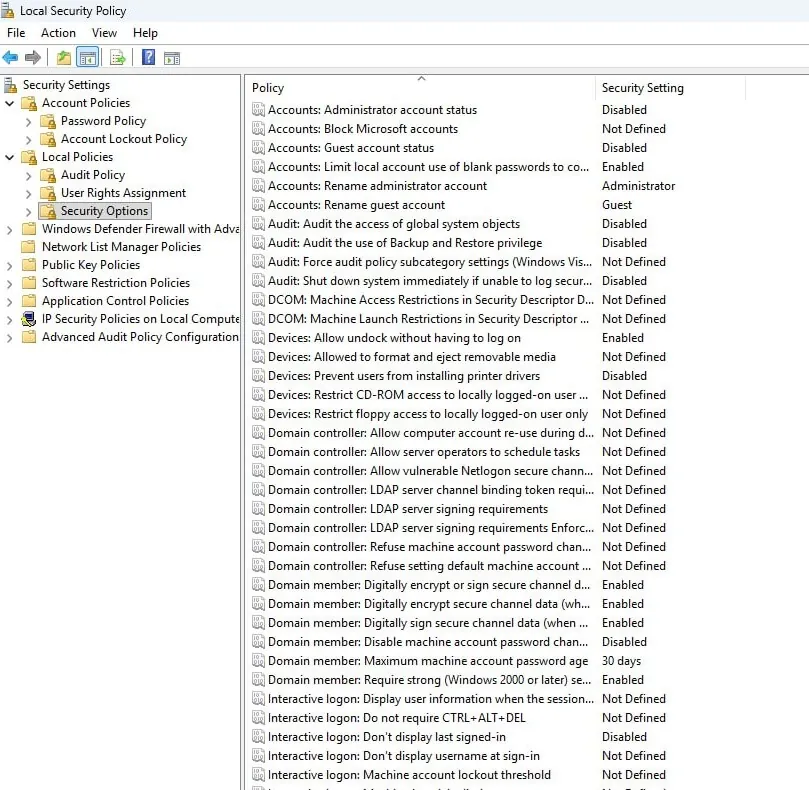 Local Security Policy
File Action View Help
Security Settings
Account Policies
Password Policy
Account Lockout Policy
Local Policies
Audit Policy
User Rights Assignment
Security Options
Windows Defender Firewall with Adva
Network List Manager Policies
Public Key Policies
Software Restriction Policies
Application Control Policies
IP Security Policies on Local Compute
Advanced Audit Policy Configuration
Policy Security Setting
Accounts: Administrator account status Disabled
Accounts: Block Microsoft accounts Not Defined
Accounts: Guest account status Disabled
Accounts: Limit local account use of blank passwords to co... Enabled
Accounts: Rename administrator account Administrator
Accounts: Rename guest account Guest
Audit: Audit the access of global system objects Disabled
Audit: Audit the use of Backup and Restore privilege Disabled
Audit: Force audit policy subcategory settings (Windows Vis... Not Defined
Audit: Shut down system immediately if unable to log secur... Disabled
DCOM: Machine Access Restrictions in Security Descriptor D... Not Defined
DCOM: Machine Launch Restrictions in Security Descriptor ... Not Defined
Devices: Allow undock without having to log on Enabled
Devices: Allowed to format and eject removable media Not Defined
Devices: Prevent users from installing printer drivers Disabled
Devices: Restrict CD-ROM access to locally logged-on user ... Not Defined
Devices: Restrict floppy access to locally logged-on user only Not Defined
Domain controller: Allow computer account re-use during d... Not Defined
Domain controller: Allow server operators to schedule tasks Not Defined
Domain controller: Allow vulnerable Netlogon secure chann... Not Defined
Domain controller: LDAP server channel binding token requi... Not Defined
Domain controller: LDAP server signing requirements Not Defined
Domain controller: LDAP server signing requirements Enforc... Not Defined
Domain controller: Refuse machine account password chan... Not Defined
Domain controller: Refuse setting default machine account ... Not Defined
Domain member: Digitally encrypt or sign secure channel d... Enabled
Domain member: Digitally encrypt secure channel data (wh... Enabled
Domain member: Digitally sign secure channel data (when ... Enabled
Domain member: Disable machine account password chan... Disabled
Domain member: Maximum machine account password age 30 days
Domain member: Require strong (Windows 2000 or later) se... Enabled
Interactive logon: Display user information when the session... Not Defined
Interactive logon: Do not require CTRL+ALT+DEL Not Defined
Interactive logon: Don't display last signed-in Disabled
Interactive logon: Don't display username at sign-in Not Defined
Interactive logon: Machine account lockout threshold Not Defined